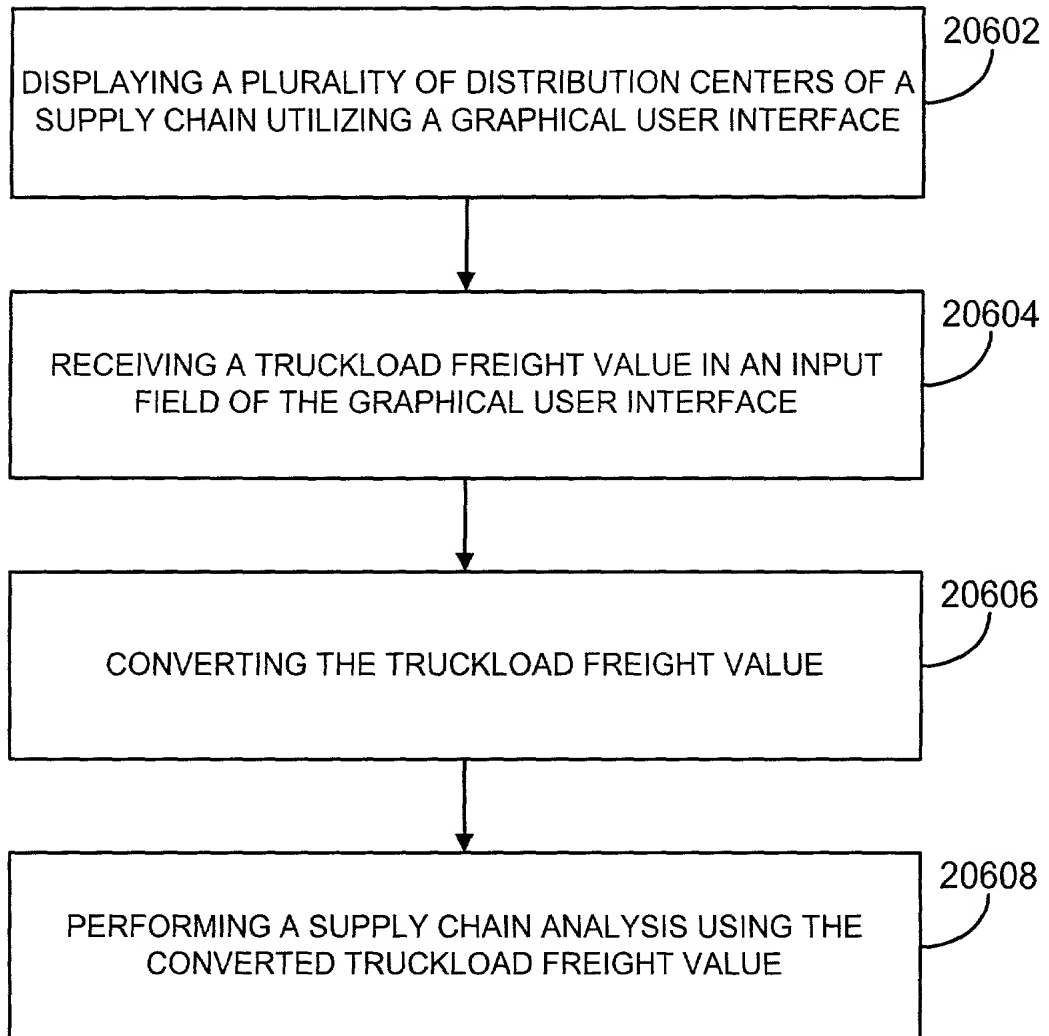 20602
DISPLAYING A PLURALITY OF DISTRIBUTION CENTERS OF A
SUPPLY CHAIN UTILIZING A GRAPHICAL USER INTERFACE
20604
RECEIVING A TRUCKLOAD FREIGHT VALUE IN AN INPUT
FIELD OF THE GRAPHICAL USER INTERFACE
20606
CONVERTING THE TRUCKLOAD FREIGHT VALUE
20608
PERFORMING A SUPPLY CHAIN ANALYSIS USING THE
CONVERTED TRUCKLOAD FREIGHT VALUE